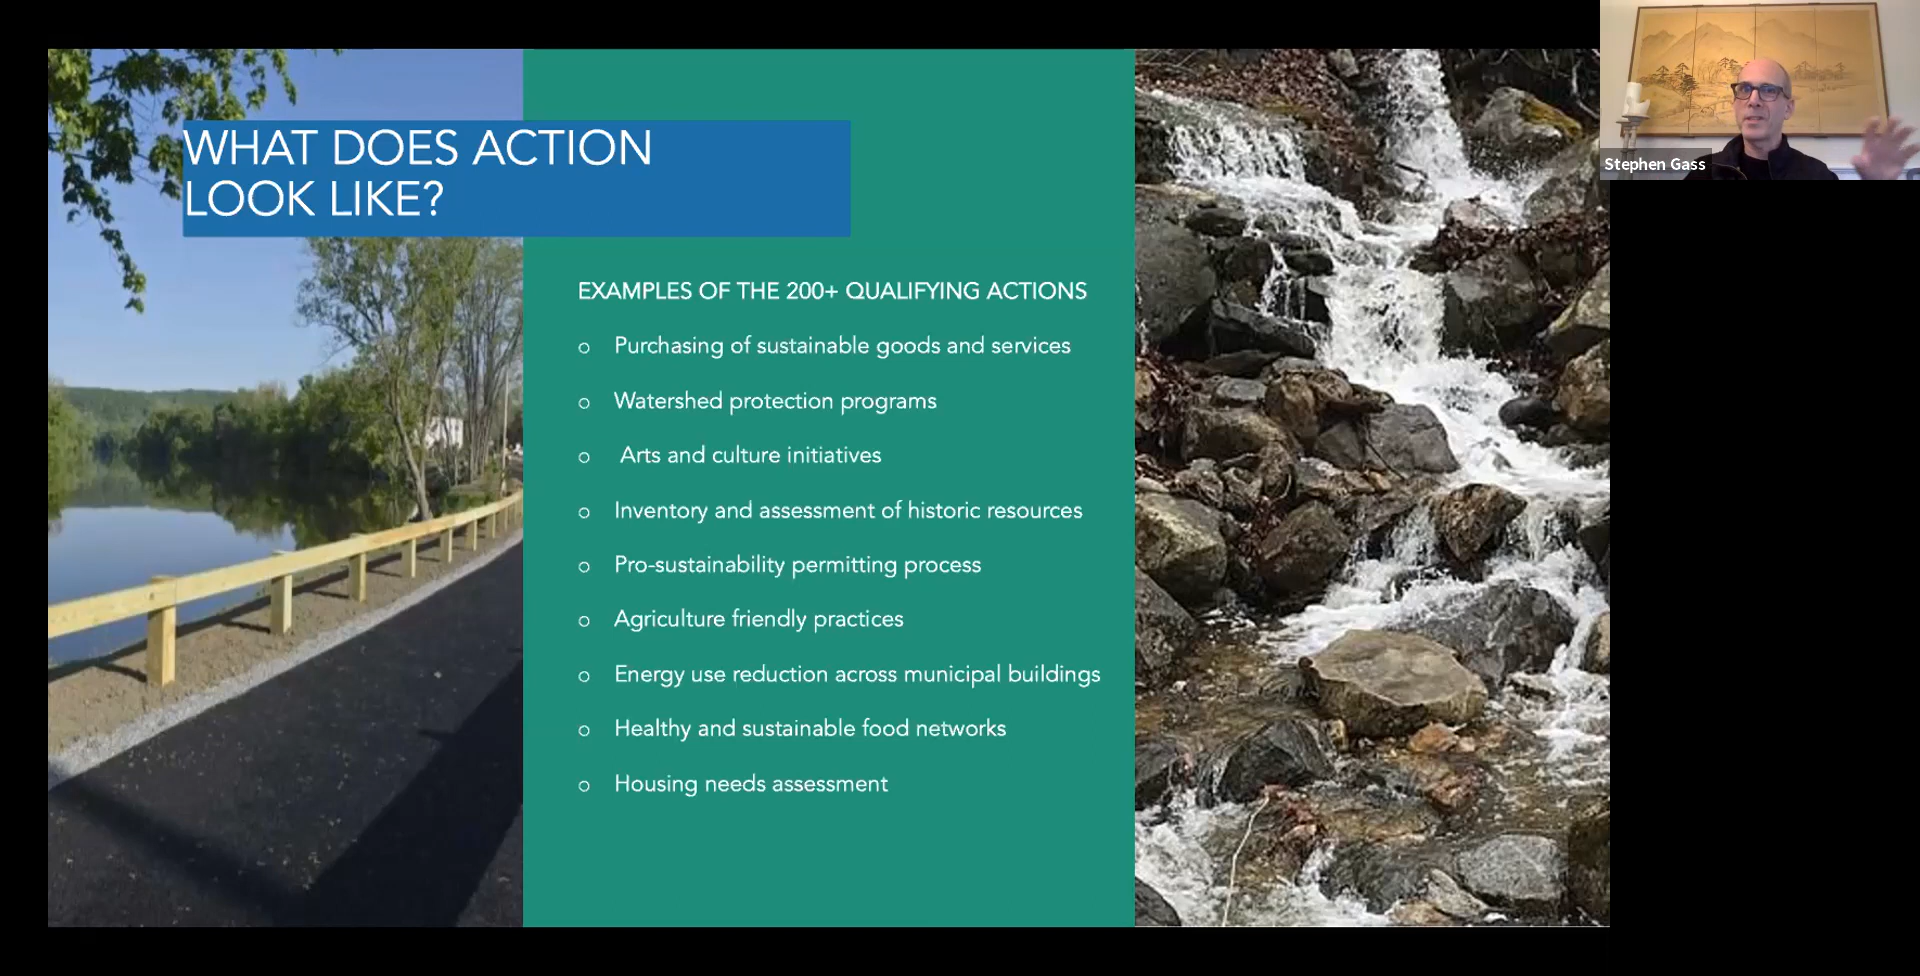 WHAT DOES ACTION
LOOK LIKE?
EXAMPLES OF THE 200+ QUALIFYING ACTIONS
Purchasing of sustainable goods and services
Watershed protection programs
Arts and culture initiatives
Inventory and assessment of historic resources
Pro-sustainability permitting process
Agriculture friendly practices
Energy use reduction across municipal buildings
Healthy and sustainable food networks
Housing needs assessment
Stephen Gass